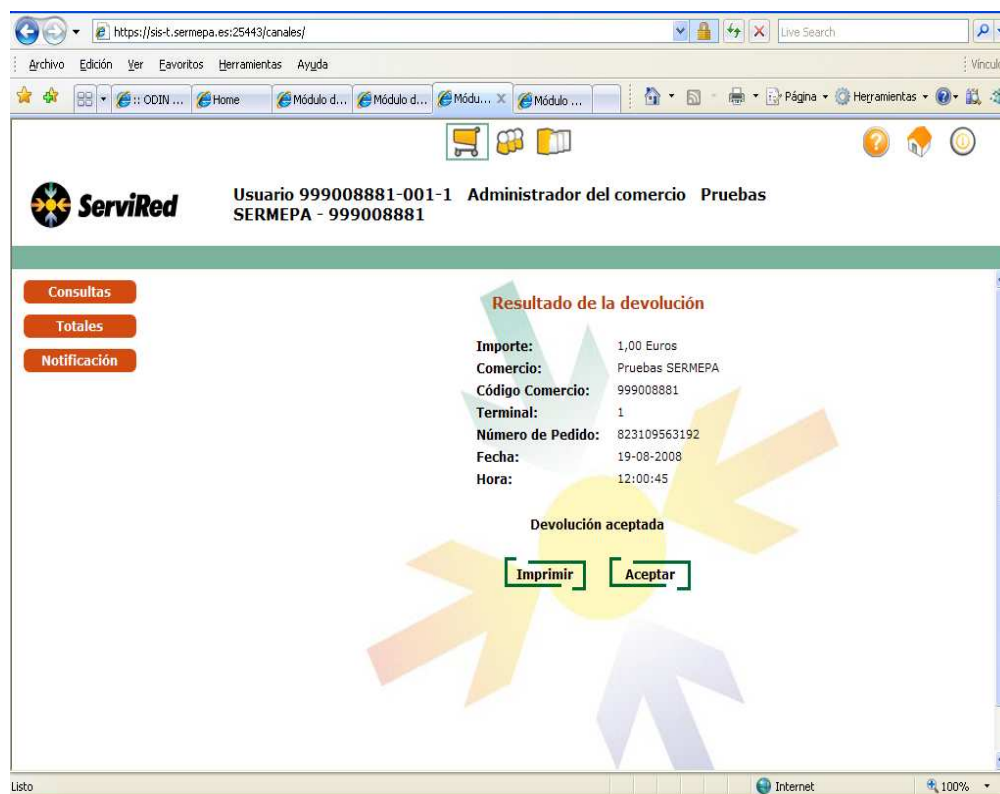 https://sis-t.sermepa.es:25443/canales/
Live Search
Archivo Edición Ver Favoritos Herramientas Ayuda
:: ODIN ... Home Módulo d... Módulo d... Módu... Módulo ... Página Herramientas
ServiRed
Usuario 999008881-001-1 Administrador del comercio Pruebas
SERMEPA - 999008881
Consultas
Totales
Notificación
Resultado de la devolución
Importe: 1,00 Euros
Comercio: Pruebas SERMEPA
Código Comercio: 999008881
Terminal: 1
Número de Pedido: 823109563192
Fecha: 19-08-2008
Hora: 12:00:45
Devolución aceptada
Imprimir Aceptar
Listo Internet 100%